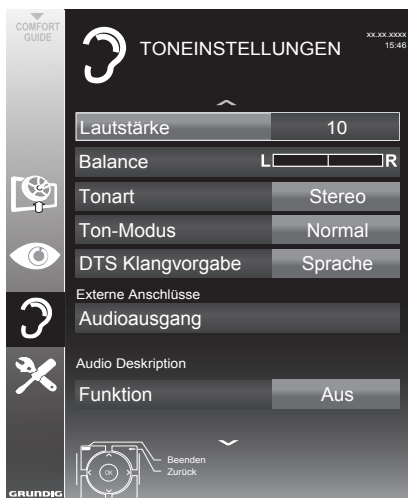 COMFORT
GUIDE
TONEINSTELLUNGEN
xx.xx.xxxx
15:46
Lautstärke 10
Balance L R
Tonart Stereo
Ton-Modus Normal
DTS Klangvorgabe Sprache
Externe Anschlüsse
Audioausgang
Audio Deskription
Funktion Aus
Beenden
Zurück
OK
GRUNDIG